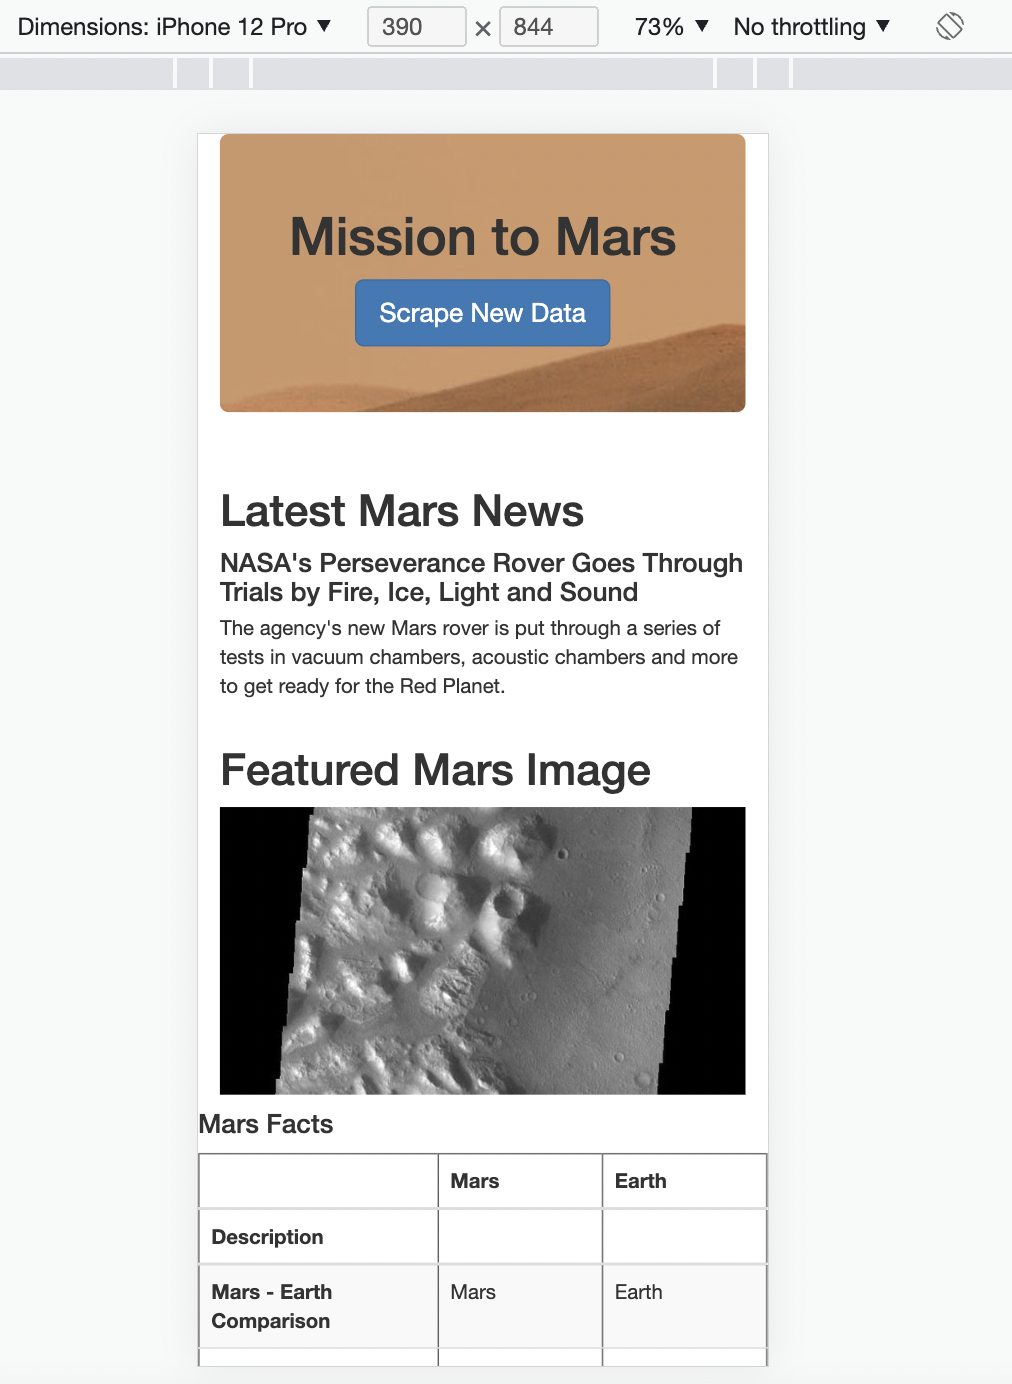 Dimensions: iPhone 12 Pro ▼ 390 × 844 73% ▼ No throttling ▼
Mission to Mars
Scrape New Data
Latest Mars News
NASA's Perseverance Rover Goes Through
Trials by Fire, Ice, Light and Sound
The agency's new Mars rover is put through a series of
tests in vacuum chambers, acoustic chambers and more
to get ready for the Red Planet.
Featured Mars Image
Mars Facts
Mars Earth
Description
Mars - Earth Mars Earth
Comparison